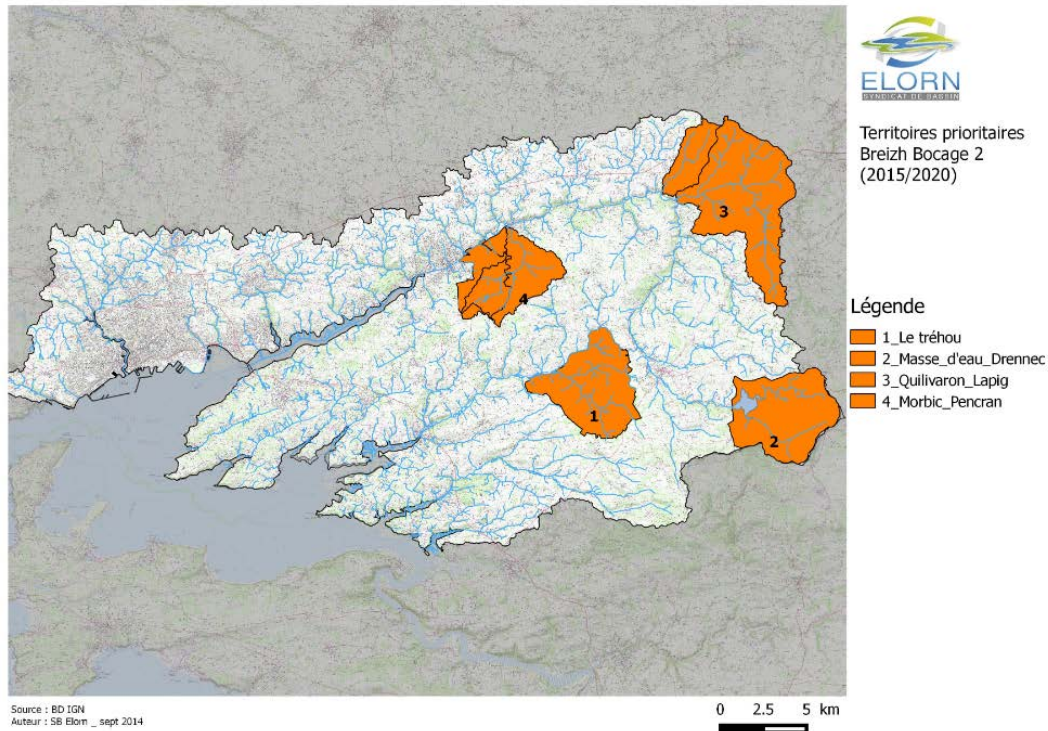 ELORN
SYNDICAT DE BASSIN
Territoires prioritaires
Breizh Bocage 2
(2015/2020)
3
4
1
2
Légende
1_Le tréhou
2_Masse_d'eau_Drennec
3_Quilivaron_Lapig
4_Morbic_Pencran
Source : BD IGN
Auteur : SB Elorn _ sept 2014
0 2.5 5 km